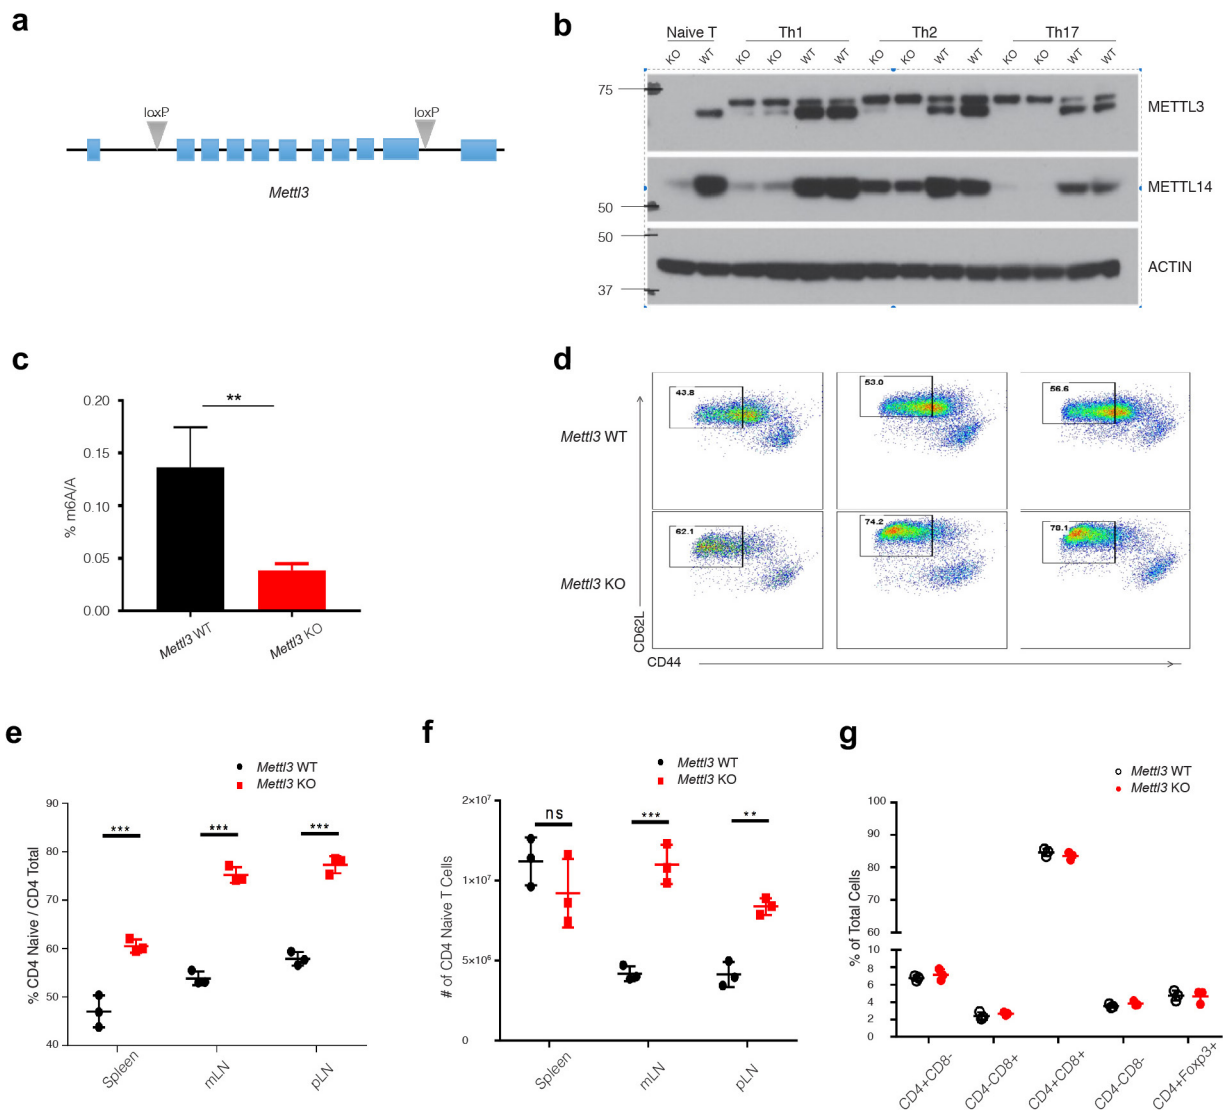 a
loxP
loxP
Mettl3
b
Naive T
Th1
Th2
Th17
KO
WT
KO
KO
WT
WT
KO
KO
WT
WT
KO
KO
WT
WT
75
METTL3
METTL14
50
50
ACTIN
37
c
**
0.20
0.15
0.10
0.05
0.00
% m6A/A
Mettl3 WT
Mettl3 KO
d
43.8
53.0
56.6
Mettl3 WT
62.1
74.2
78.1
Mettl3 KO
CD62L
CD44
e
Mettl3 WT
Mettl3 KO
***
***
***
90
80
70
60
50
40
% CD4 Naive / CD4 Total
Spleen
mLN
pLN
f
Mettl3 WT
Mettl3 KO
ns
***
**
2×10⁷
1×10⁷
5×10⁶
0
# of CD4 Naive T Cells
Spleen
mLN
pLN
g
Mettl3 WT
Mettl3 KO
100
90
80
70
60
10
8
6
4
2
0
% of Total Cells
CD4+CD8-
CD4-CD8+
CD4+CD8+
CD4-CD8-
CD4+Foxp3+